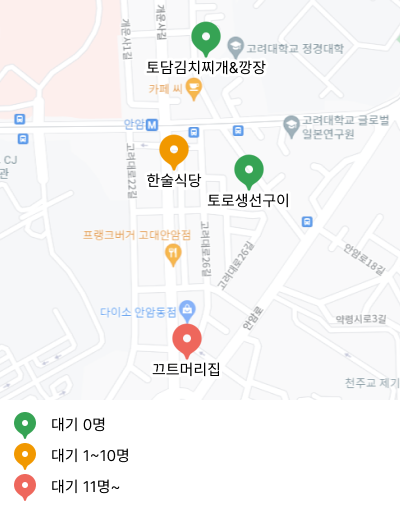 개운사1길
개운사길
고려대학교 정경대학
토담김치찌개&깡장
카페 씨
안암 M
고려대학교 글로벌
일본연구원
고려대로22길
CJ
관
한술식당
토로생선구이
프랭크버거 고대안암점
고려대로26길
고려대로26길
안암로18길
다이소 안암동점
안암로
약령시로3길
끄트머리집
천주교 제기
대기 0명
대기 1~10명
대기 11명~